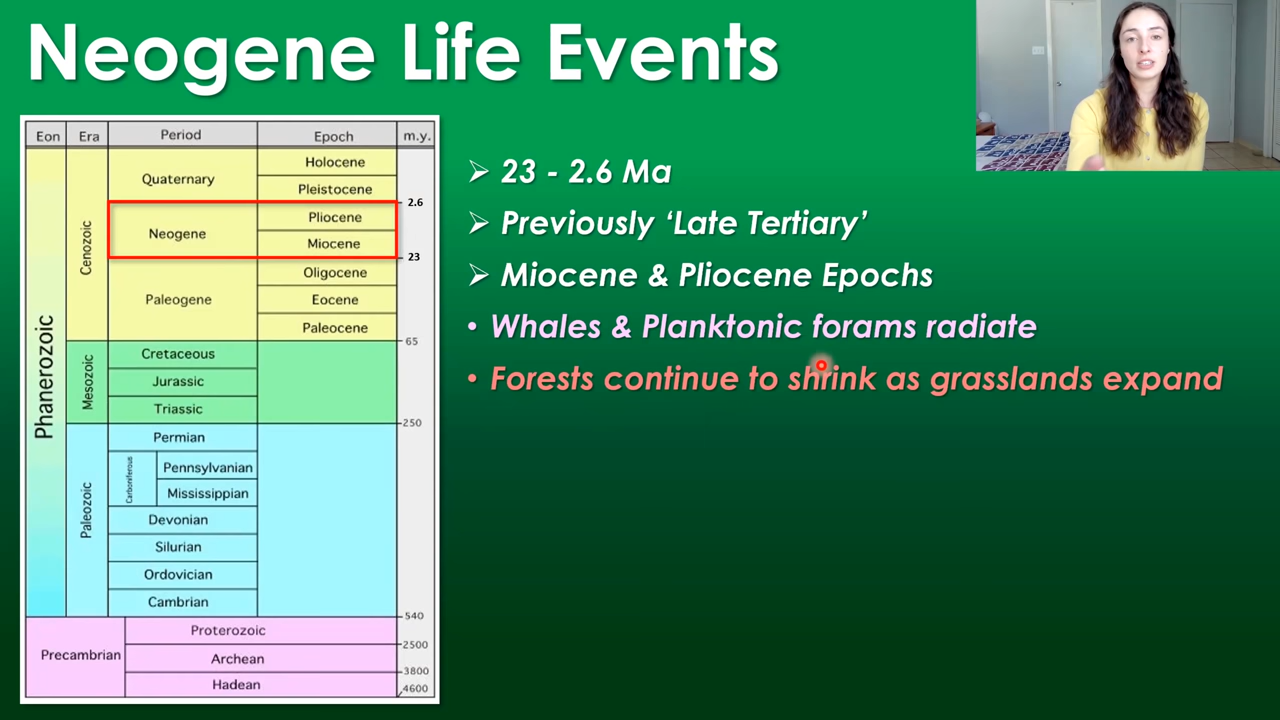 Neogene Life Events
Eon Era Period Epoch m.y.
Phanerozoic
Cenozoic
Quaternary
Holocene
Pleistocene
2.6
Neogene
Pliocene
Miocene
23
Paleogene
Oligocene
Eocene
Paleocene
65
Mesozoic
Cretaceous
Jurassic
Triassic
250
Paleozoic
Permian
Carboniferous
Pennsylvanian
Mississippian
Devonian
Silurian
Ordovician
Cambrian
540
Precambrian
Proterozoic
2500
Archean
3800
Hadean
4600
➢ 23 - 2.6 Ma
➢ Previously ‘Late Tertiary’
➢ Miocene & Pliocene Epochs
• Whales & Planktonic forams radiate
• Forests continue to shrink as grasslands expand